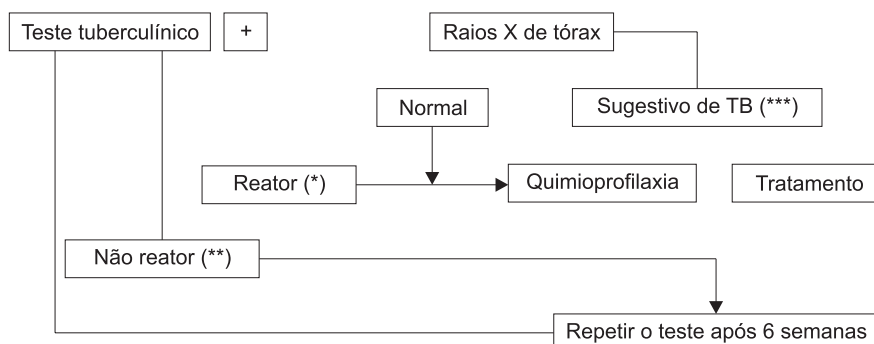 Teste tuberculínico
+
Raios X de tórax
Normal
Sugestivo de TB (***)
Reator (*)
Quimioprofilaxia
Tratamento
Não reator (**)
Repetir o teste após 6 semanas